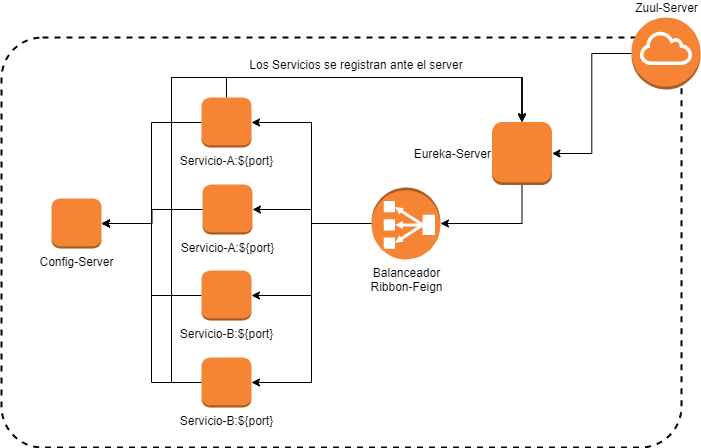 Zuul-Server
Los Servicios se registran ante el server
Servicio-A:${port}
Eureka-Server
Servicio-A:${port}
Config-Server
Balanceador
Ribbon-Feign
Servicio-B:${port}
Servicio-B:${port}